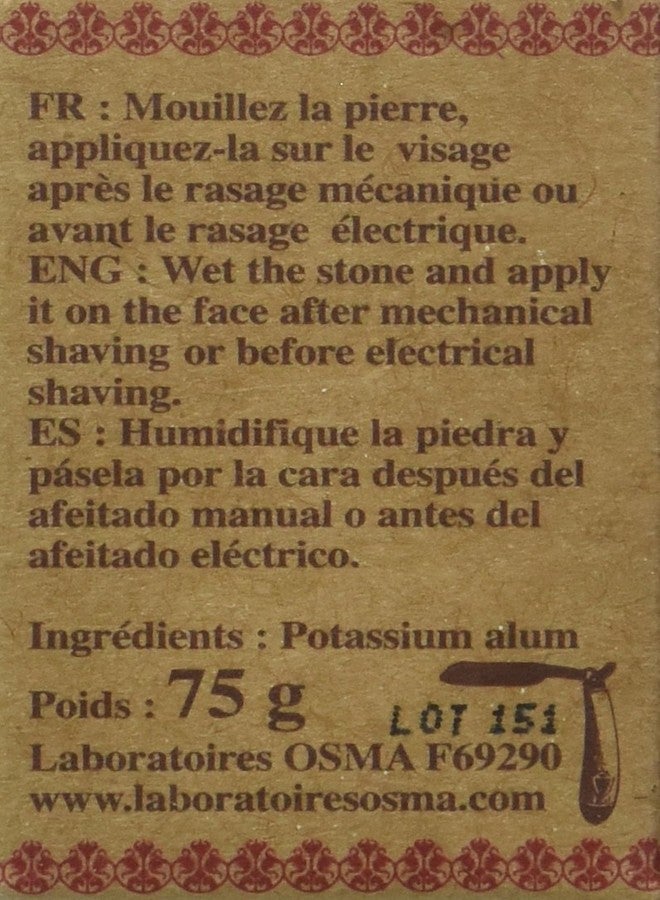 FR : Mouillez la pierre,
appliquez-la sur le visage
après le rasage mécanique ou
avant le rasage électrique.
ENG : Wet the stone and apply
it on the face after mechanical
shaving or before electrical
shaving.
ES : Humidifique la piedra y
pásela por la cara después del
afeitado manual o antes del
afeitado eléctrico.
Ingrédients : Potassium alum
Poids : 75 g
LOT 151
Laboratoires OSMA F69290
www.laboratoiresosma.com